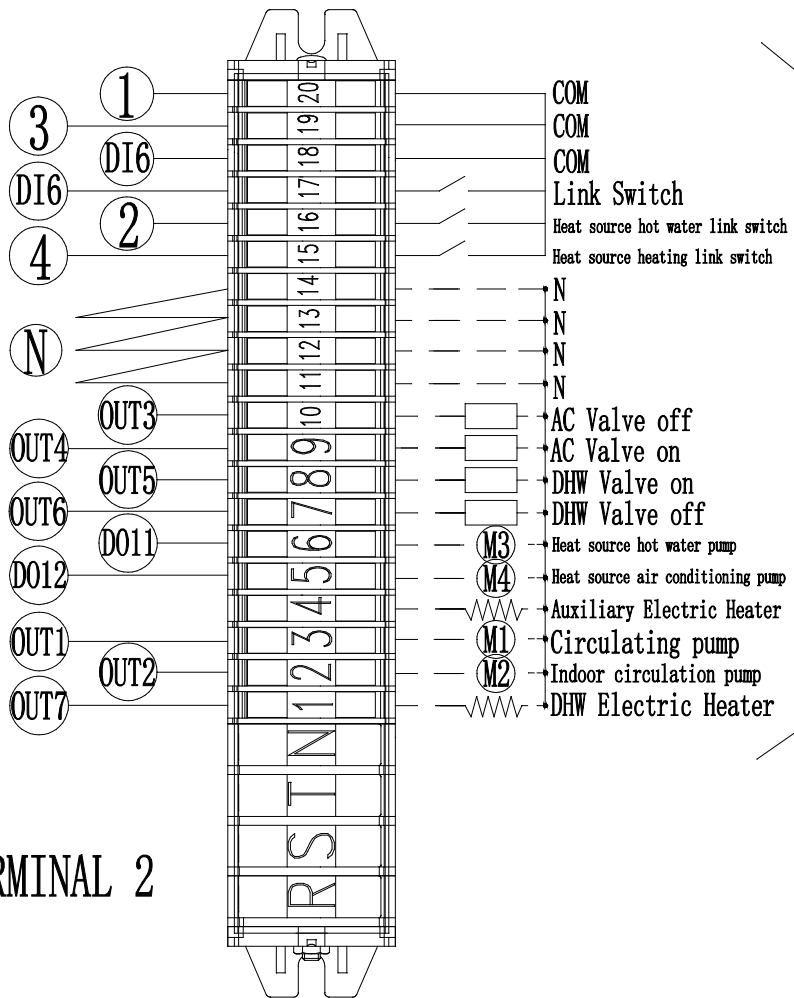 1 20 COM
3 19 COM
DI6 18 COM
DI6 17 Link Switch
2 16 Heat source hot water link switch
4 15 Heat source heating link switch
14 N
13 N
N 12 N
11 N
OUT3 10 AC Valve off
OUT4 9 AC Valve on
OUT5 8 DHW Valve on
OUT6 7 DHW Valve off
DO11 6 M3 Heat source hot water pump
DO12 5 M4 Heat source air conditioning pump
4 Auxiliary Electric Heater
OUT1 3 M1 Circulating pump
OUT2 2 M2 Indoor circulation pump
OUT7 1 DHW Electric Heater
N
T
S
RMINAL 2
R